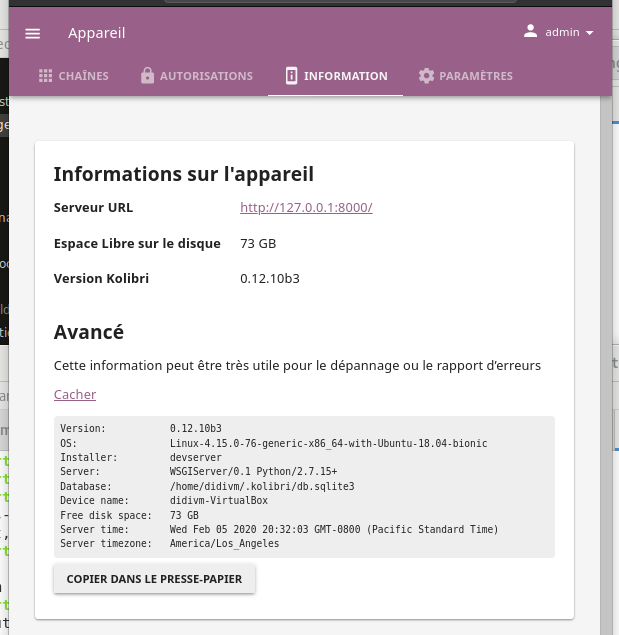 Appareil
admin
CHAÎNES
AUTORISATIONS
INFORMATION
PARAMÈTRES
Informations sur l'appareil
Serveur URL http://127.0.0.1:8000/
Espace Libre sur le disque 73 GB
Version Kolibri 0.12.10b3
Avancé
Cette information peut être très utile pour le dépannage ou le rapport d'erreurs
Cacher
Version: 0.12.10b3
OS: Linux-4.15.0-76-generic-x86_64-with-Ubuntu-18.04-bionic
Installer: devserver
Server: WSGIServer/0.1 Python/2.7.15+
Database: /home/didivm/.kolibri/db.sqlite3
Device name: didivm-VirtualBox
Free disk space: 73 GB
Server time: Wed Feb 05 2020 20:32:03 GMT-0800 (Pacific Standard Time)
Server timezone: America/Los_Angeles
COPIER DANS LE PRESSE-PAPIER